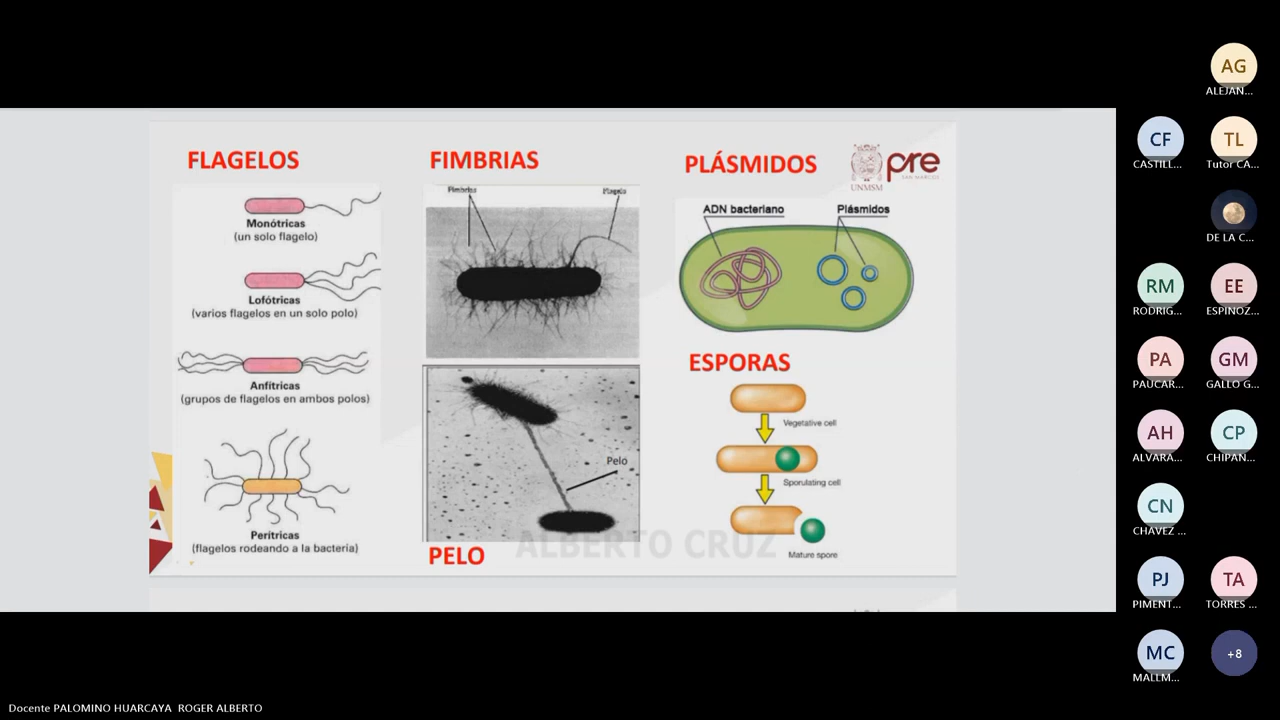 FLAGELOS
Monótricas
(un solo flagelo)
Lofótricas
(varios flagelos en un solo polo)
Anfítricas
(grupos de flagelos en ambos polos)
Perítricas
(flagelos rodeando a la bacteria)
FIMBRIAS
Fimbrias
Flagelo
Pelo
PELO
PLÁSMIDOS
UNMSM
pre
SAN MARCOS
ADN bacteriano
Plásmidos
ESPORAS
Vegetative cell
Sporulating cell
Mature spore
ALBERTO CRUZ
AG
ALEJAN...
CF
CASTILL...
TL
Tutor CA...
DE LA C...
RM
RODRIG...
EE
ESPINOZ...
PA
PAUCAR...
GM
GALLO G...
AH
ALVARA...
CP
CHIPAN...
CN
CHAVEZ ...
PJ
PIMENT...
TA
TORRES ...
MC
MALLM...
+8
Docente PALOMINO HUARCAYA ROGER ALBERTO